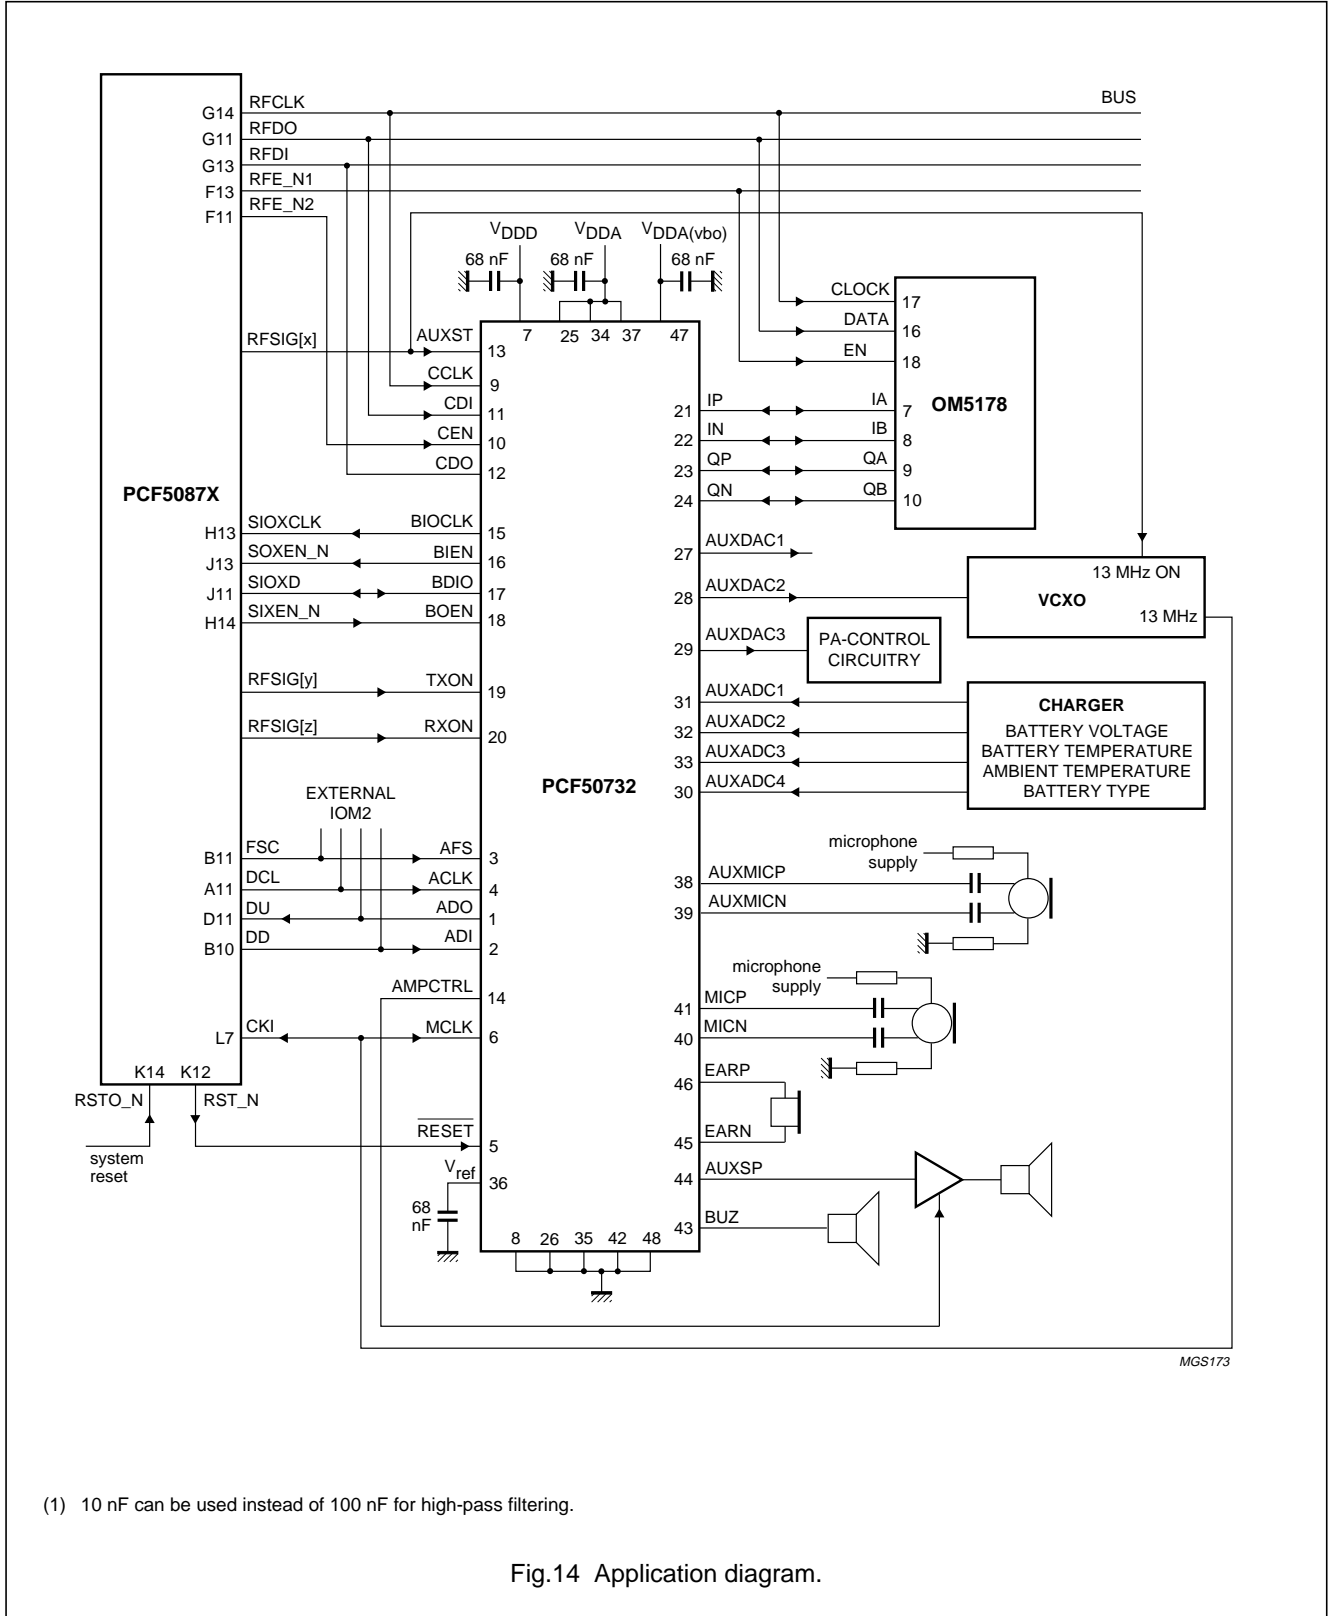 BUS
G14 RFCLK
G11 RFDO
G13 RFDI
F13 RFE_N1
F11 RFE_N2
VDDD VDDA VDDA(vbo)
68 nF 68 nF 68 nF
7 25 34 37 47
RFSIG[x] AUXST 13
CCLK 9
CDI 11
CEN 10
CDO 12
CLOCK 17
DATA 16
EN 18
OM5178
21 IP IA 7
22 IN IB 8
23 QP QA 9
24 QN QB 10
PCF5087X
H13 SIOXCLK BIOCLK 15
J13 SOXEN_N BIEN 16
J11 SIOXD BDIO 17
H14 SIXEN_N BOEN 18
27 AUXDAC1
28 AUXDAC2
13 MHz ON
VCXO
13 MHz
29 AUXDAC3
PA-CONTROL
CIRCUITRY
RFSIG[y] TXON 19
RFSIG[z] RXON 20
31 AUXADC1
32 AUXADC2
33 AUXADC3
30 AUXADC4
CHARGER
BATTERY VOLTAGE
BATTERY TEMPERATURE
AMBIENT TEMPERATURE
BATTERY TYPE
PCF50732
EXTERNAL
IOM2
B11 FSC AFS 3
A11 DCL ACLK 4
D11 DU ADO 1
B10 DD ADI 2
microphone
supply
38 AUXMICP
39 AUXMICN
AMPCTRL 14
L7 CKI MCLK 6
microphone
supply
41 MICP
40 MICN
K14 K12
RSTO_N RST_N
system
reset
RESET 5
Vref 36
68
nF
46 EARP
45 EARN
44 AUXSP
43 BUZ
8 26 35 42 48
MGS173
(1) 10 nF can be used instead of 100 nF for high-pass filtering.
Fig.14 Application diagram.